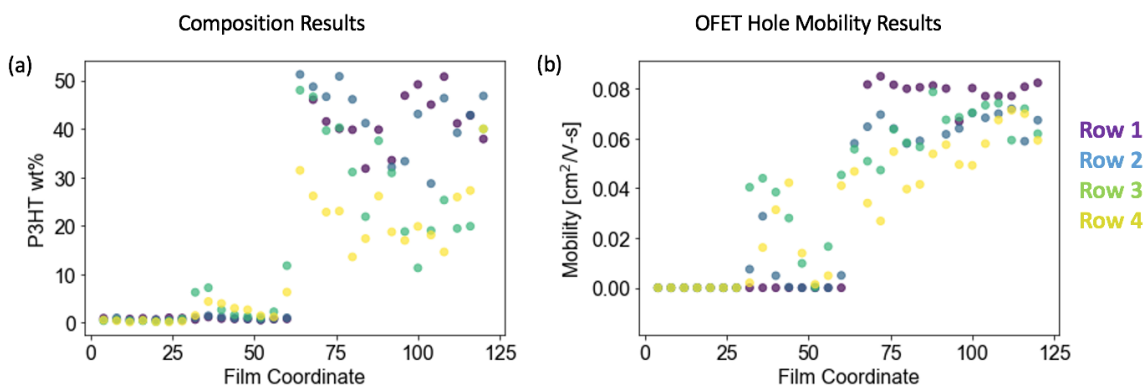 Composition Results
OFET Hole Mobility Results
(a)
P3HT wt%
50
40
30
20
10
0
0 25 50 75 100 125
Film Coordinate
(b)
Mobility [cm²/V-s]
0.08
0.06
0.04
0.02
0.00
0 25 50 75 100 125
Film Coordinate
Row 1
Row 2
Row 3
Row 4